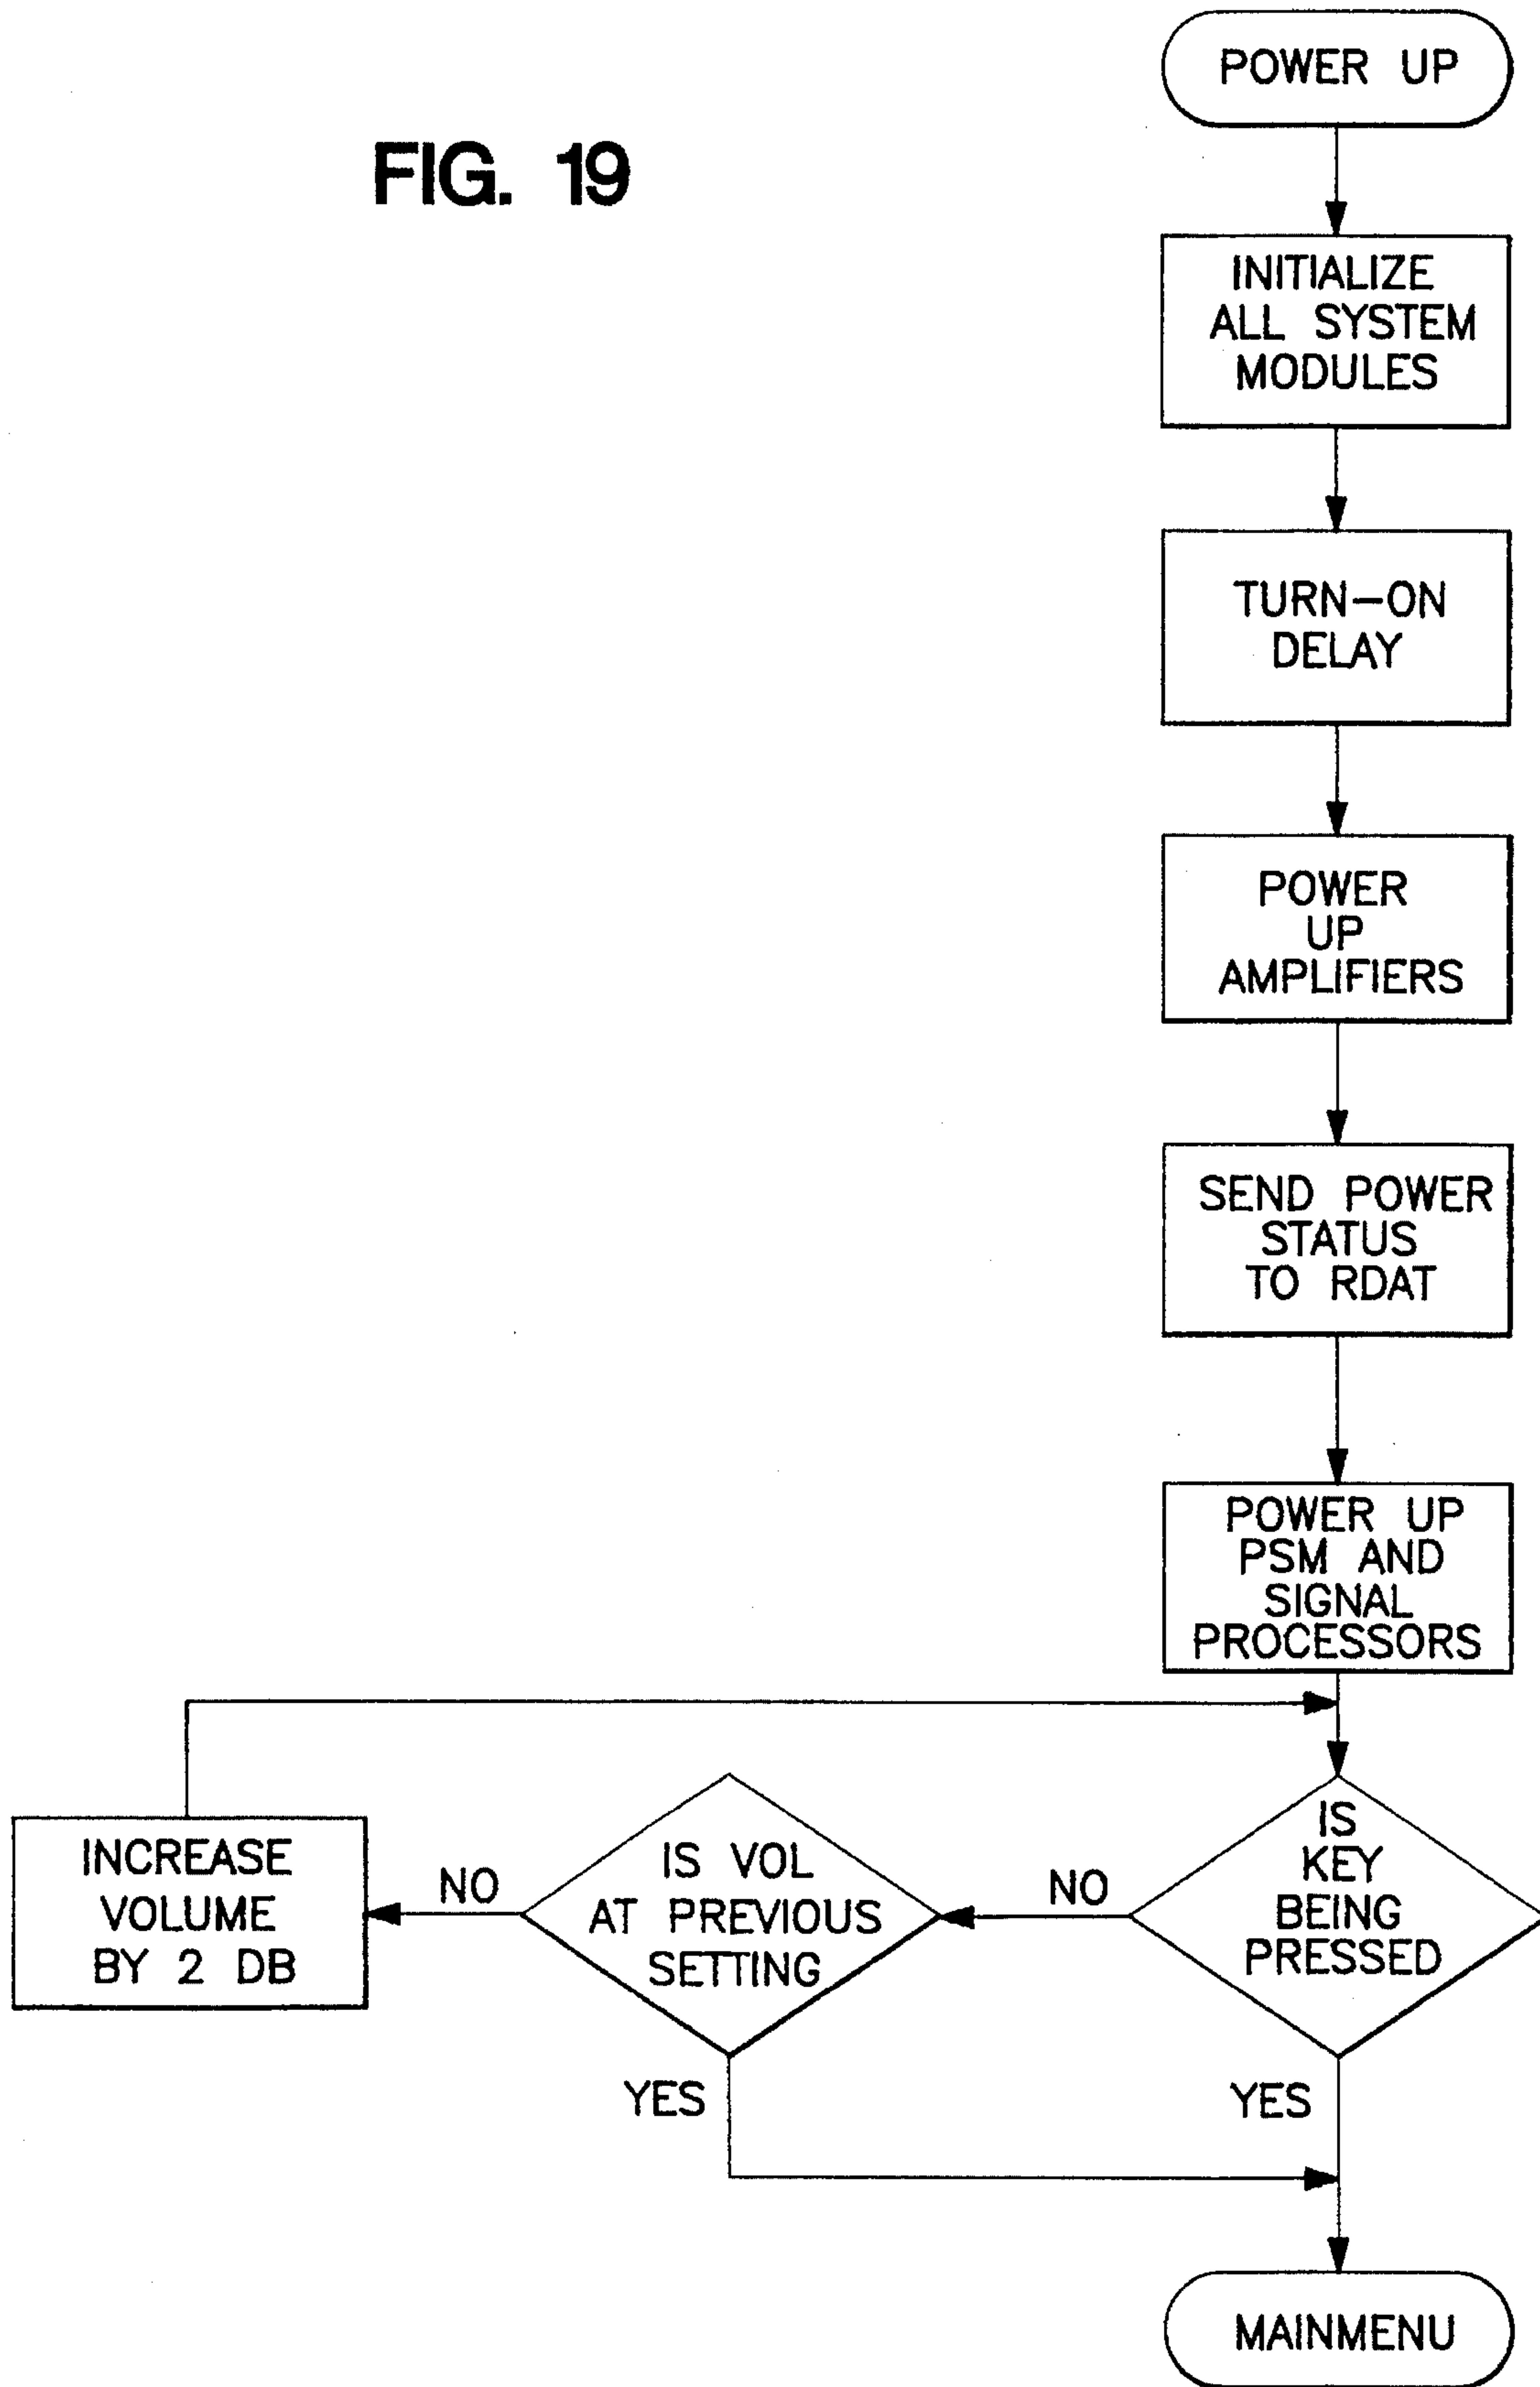 POWER UP
FIG. 19
INITIALIZE
ALL SYSTEM
MODULES
TURN-ON
DELAY
POWER
UP
AMPLIFIERS
SEND POWER
STATUS
TO RDAT
POWER UP
PSM AND
SIGNAL
PROCESSORS
IS
KEY
BEING
PRESSED
NO
IS VOL
AT PREVIOUS
SETTING
NO
INCREASE
VOLUME
BY 2 DB
YES
YES
MAINMENU